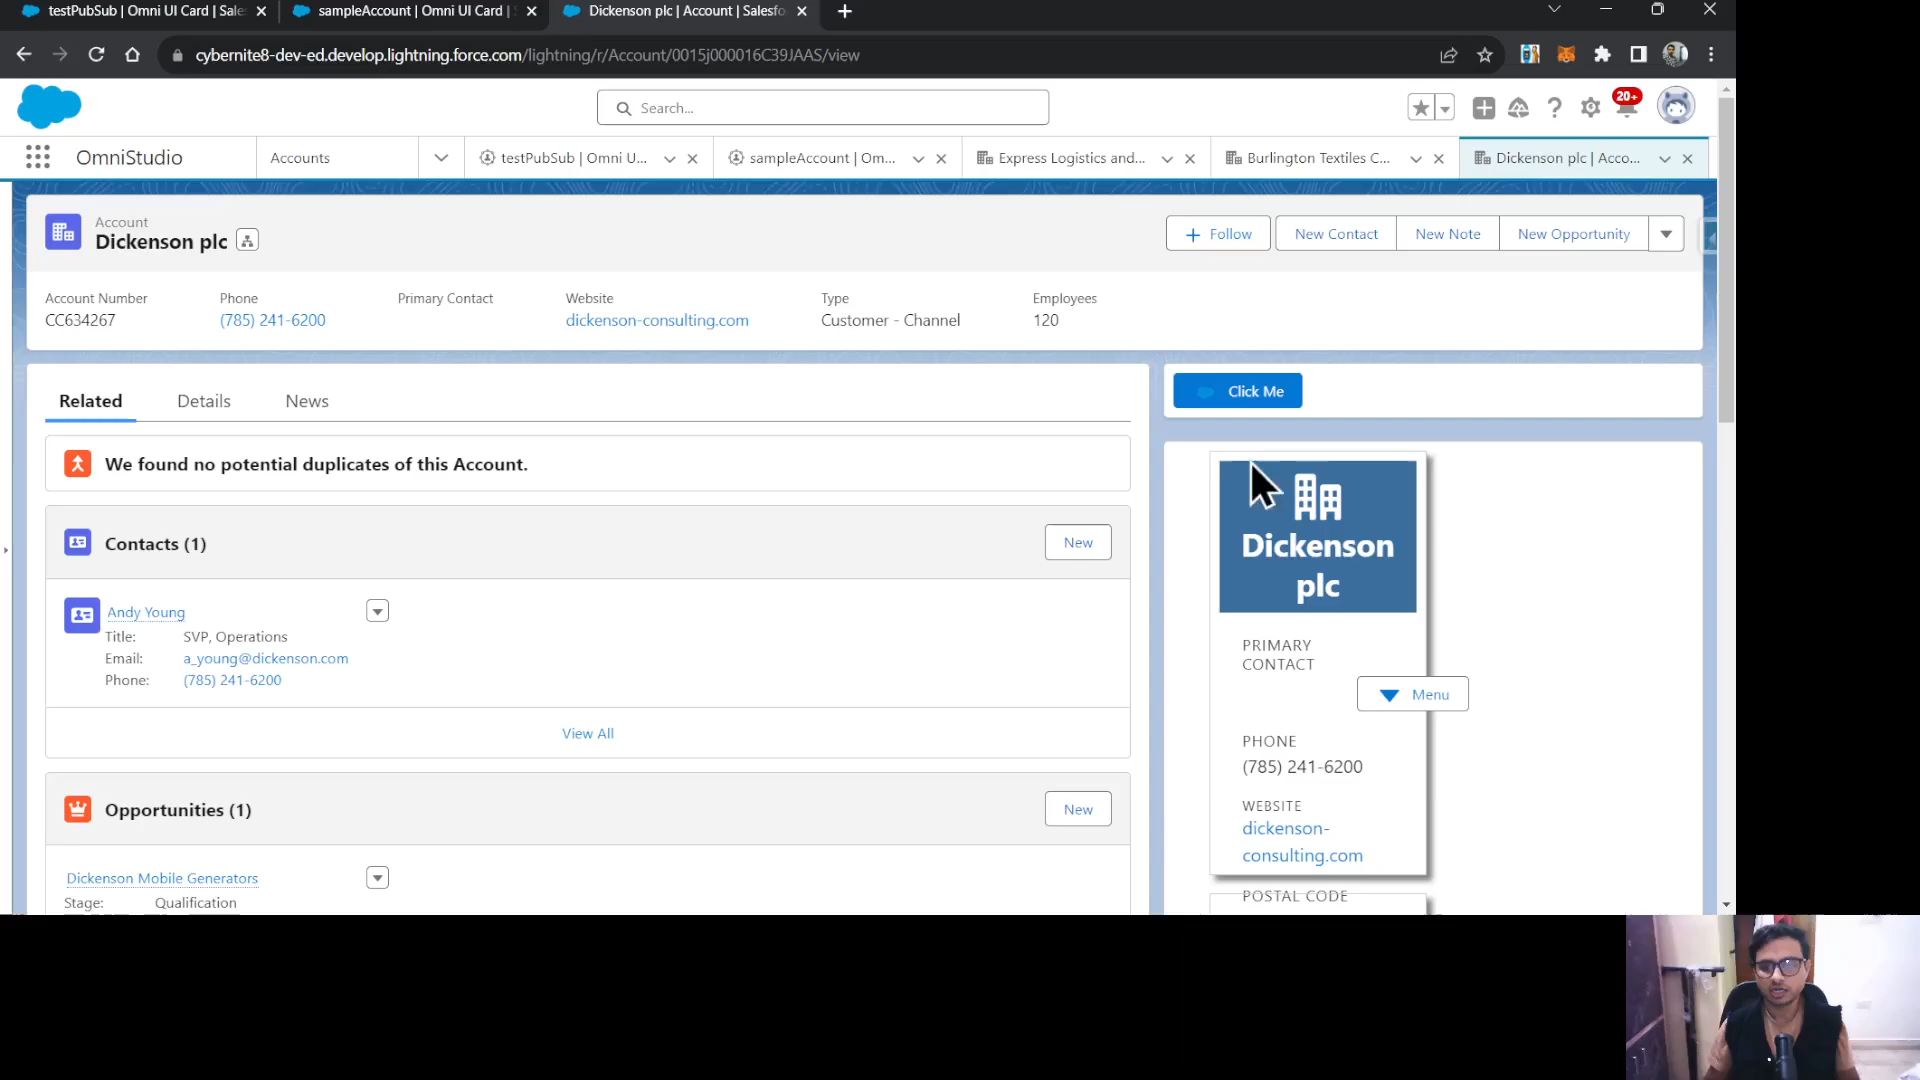 testPubSub | Omni UI Card | Sale
sampleAccount | Omni UI Card | S
Dickenson plc | Account | Salesfo
cybernite8-dev-ed.develop.lightning.force.com/lightning/r/Account/0015j000016C39JAAS/view
Search...
20+
OmniStudio
Accounts
testPubSub | Omni U...
sampleAccount | Om...
Express Logistics and...
Burlington Textiles C...
Dickenson plc | Acco...
Account
Dickenson plc
Follow
New Contact
New Note
New Opportunity
Account Number
CC634267
Phone
(785) 241-6200
Primary Contact
Website
dickenson-consulting.com
Type
Customer - Channel
Employees
120
Related
Details
News
We found no potential duplicates of this Account.
Contacts (1)
New
Andy Young
Title: SVP, Operations
Email: a_young@dickenson.com
Phone: (785) 241-6200
View All
Opportunities (1)
New
Dickenson Mobile Generators
Stage: Qualification
Click Me
Dickenson
plc
PRIMARY
CONTACT
Menu
PHONE
(785) 241-6200
WEBSITE
dickenson-
consulting.com
POSTAL CODE